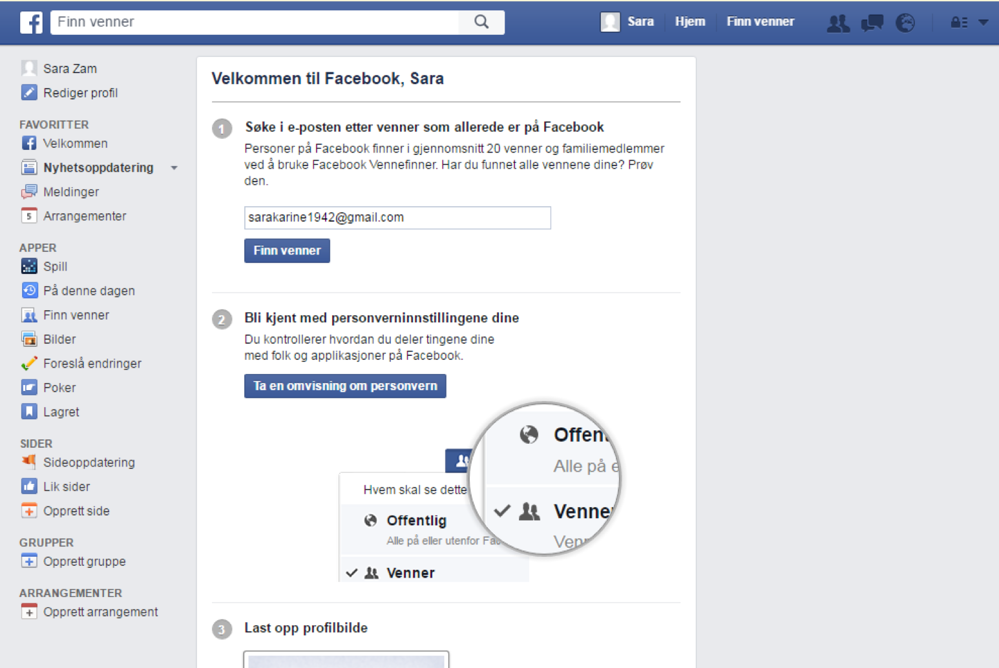 Finn venner
Sara Hjem Finn venner
Sara Zam
Rediger profil
FAVORITTER
Velkommen
Nyhetsoppdatering
Meldinger
5 Arrangementer
APPER
Spill
På denne dagen
Finn venner
Bilder
Foreslå endringer
Poker
Lagret
SIDER
Sideoppdatering
Lik sider
Opprett side
GRUPPER
Opprett gruppe
ARRANGEMENTER
Opprett arrangement
Velkommen til Facebook, Sara
1 Søke i e-posten etter venner som allerede er på Facebook
Personer på Facebook finner i gjennomsnitt 20 venner og familiemedlemmer
ved å bruke Facebook Vennefinner. Har du funnet alle vennene dine? Prøv
den.
sarakarine1942@gmail.com
Finn venner
2 Bli kjent med personverninnstillingene dine
Du kontrollerer hvordan du deler tingene dine
med folk og applikasjoner på Facebook.
Ta en omvisning om personvern
Hvem skal se dette
Offentlig
Alle på eller utenfor Fa
Venner
Offent
Alle på e
Venne
Ven
3 Last opp profilbilde